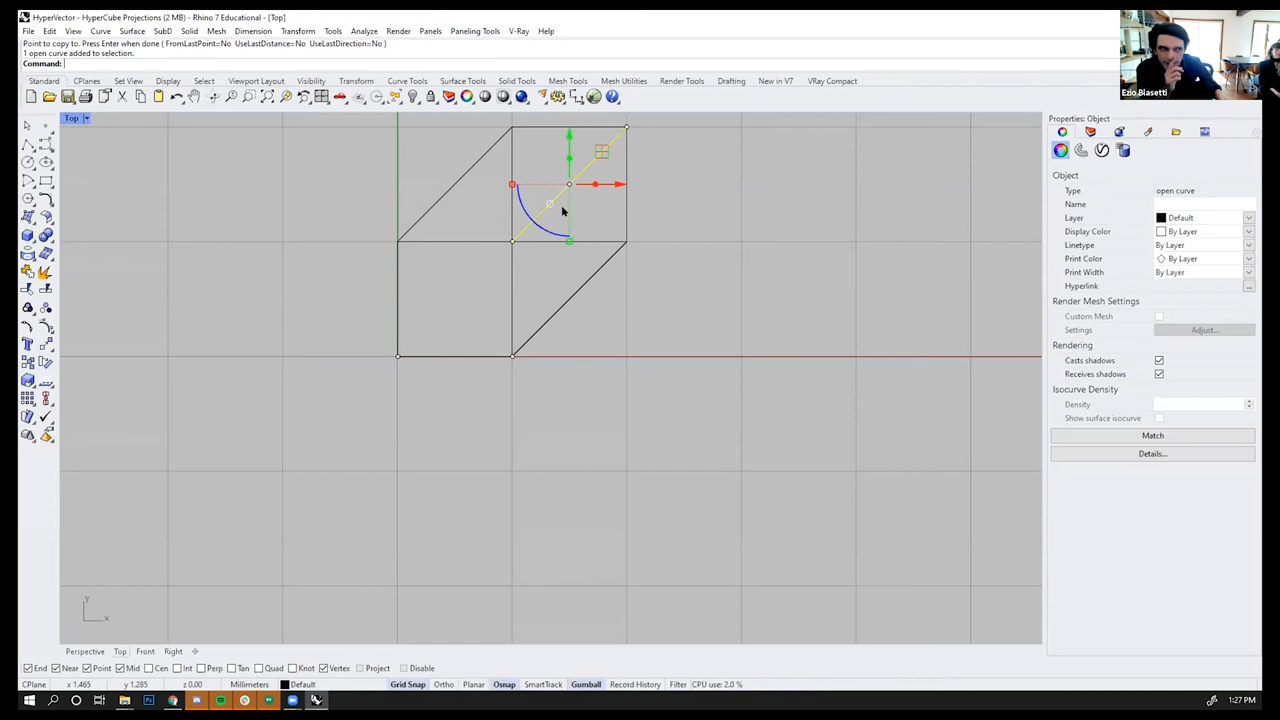 HyperVector - HyperCube Projections (2 MB) - Rhino 7 Educational - [Top]
File Edit View Curve Surface SubD Solid Mesh Dimension Transform Tools Analyze Render Panels Paneling Tools V-Ray Help
Point to copy to. Press Enter when done ( FromLastPoint=No UseLastDistance=No UseLastDirection=No )
1 open curve added to selection.
Command:
Standard CPlanes Set View Display Select Viewport Layout Visibility Transform Curve Tools Surface Tools Solid Tools Mesh Tools Mesh Utilities Render Tools Drafting New in V7 VRay Compact
Ezio Blasetti
Top
Properties: Object
Object
Type open curve
Name
Layer Default
Display Color By Layer
Linetype By Layer
Print Color By Layer
Print Width By Layer
Hyperlink ...
Render Mesh Settings
Custom Mesh
Settings Adjust...
Rendering
Casts shadows
Receives shadows
Isocurve Density
Density
Show surface isocurve
Match
Details...
y
x
Perspective Top Front Right
End Near Point Mid Cen Int Perp Tan Quad Knot Vertex Project Disable
CPlane x 1.465 y 1.285 z 0.00 Millimeters Default Grid Snap Ortho Planar Osnap SmartTrack Gumball Record History Filter CPU use: 2.0 %
1:27 PM